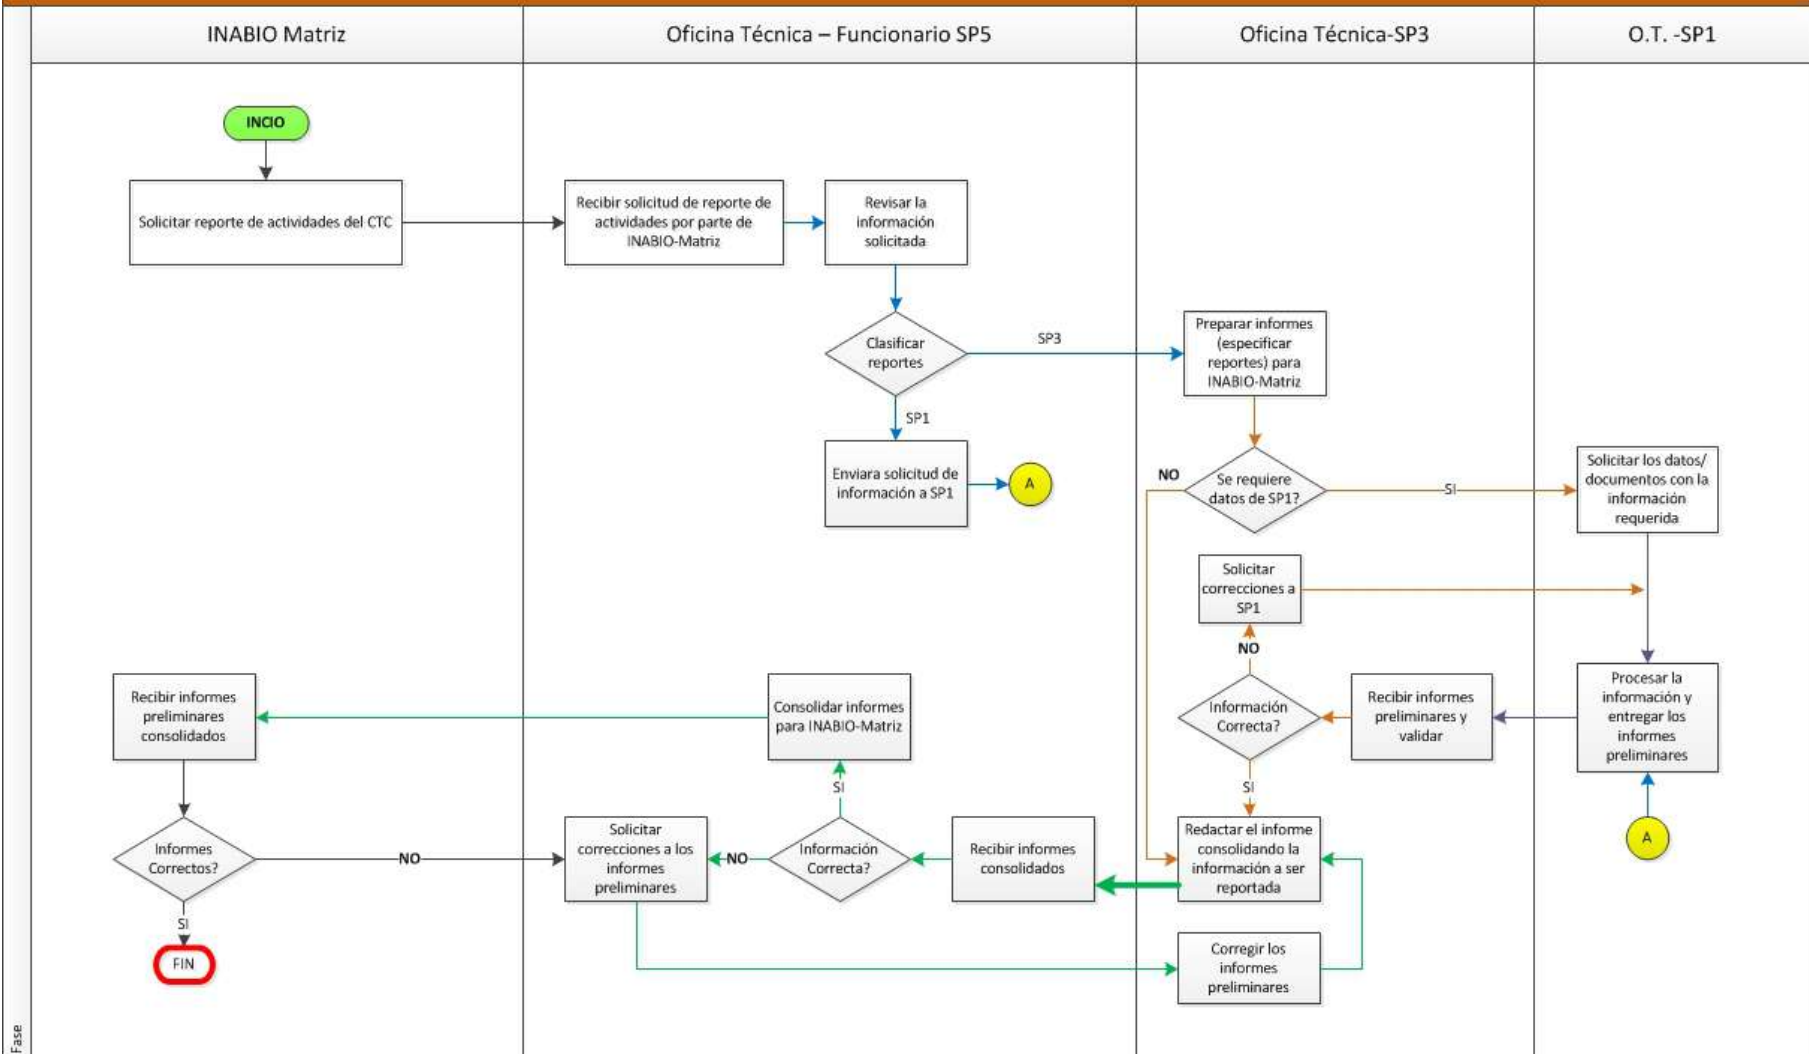 INABIO Matriz
Oficina Técnica – Funcionario SP5
Oficina Técnica-SP3
O.T. -SP1
INCIO
Solicitar reporte de actividades del CTC
Recibir solicitud de reporte de
actividades por parte de
INABIO-Matriz
Revisar la
información
solicitada
Clasificar
reportes
SP3
SP1
Enviara solicitud de
información a SP1
A
Preparar informes
(especificar
reportes) para
INABIO-Matriz
Se requiere
datos de SP1?
NO
SI
Solicitar los datos/
documentos con la
información
requerida
Solicitar
correcciones a
SP1
NO
Información
Correcta?
SI
Recibir informes
preliminares y
validar
Procesar la
información y
entregar los
informes
preliminares
A
Recibir informes
preliminares
consolidados
Consolidar informes
para INABIO-Matriz
SI
Informes
Correctos?
NO
SI
FIN
Solicitar
correcciones a los
informes
preliminares
NO
Información
Correcta?
Recibir informes
consolidados
Redactar el informe
consolidando la
información a ser
reportada
Corregir los
informes
preliminares
Fase